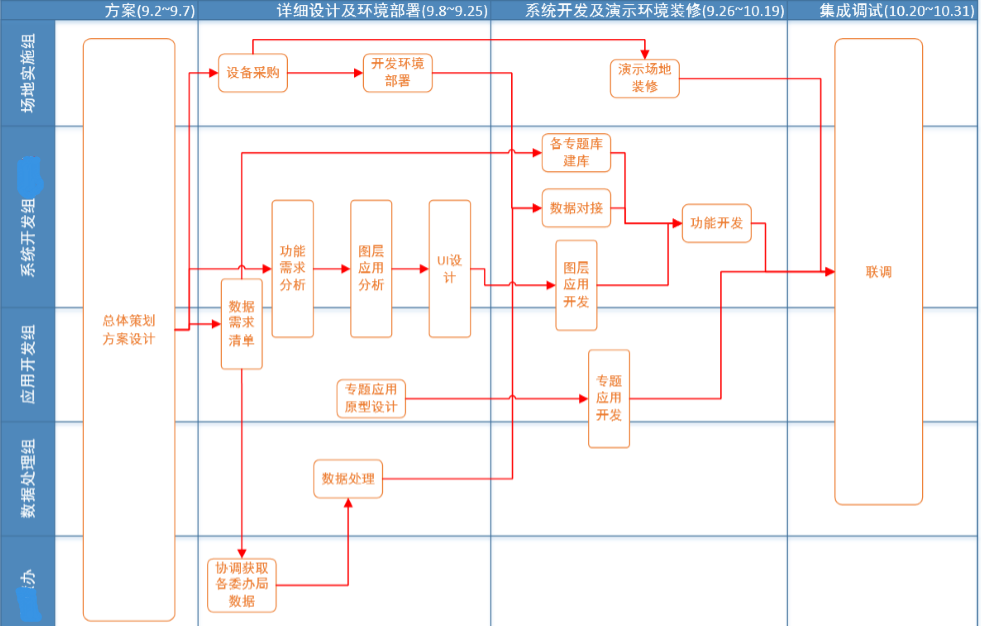 方案(9.2~9.7)
详细设计及环境部署(9.8~9.25)
系统开发及演示环境装修(9.26~10.19)
集成调试(10.20~10.31)
场地实施组
设备采购
开发环境
部署
演示场地
装修
系统开发组
各专题库
建库
数据对接
功能开发
功能
需求
分析
图层
应用
分析
UI设
计
图层
应用
开发
联调
总体策划
方案设计
数据
需求
清单
应用开发组
专题应用
原型设计
专题
应用
开发
数据处理组
数据处理
办
协调获取
各委办局
数据